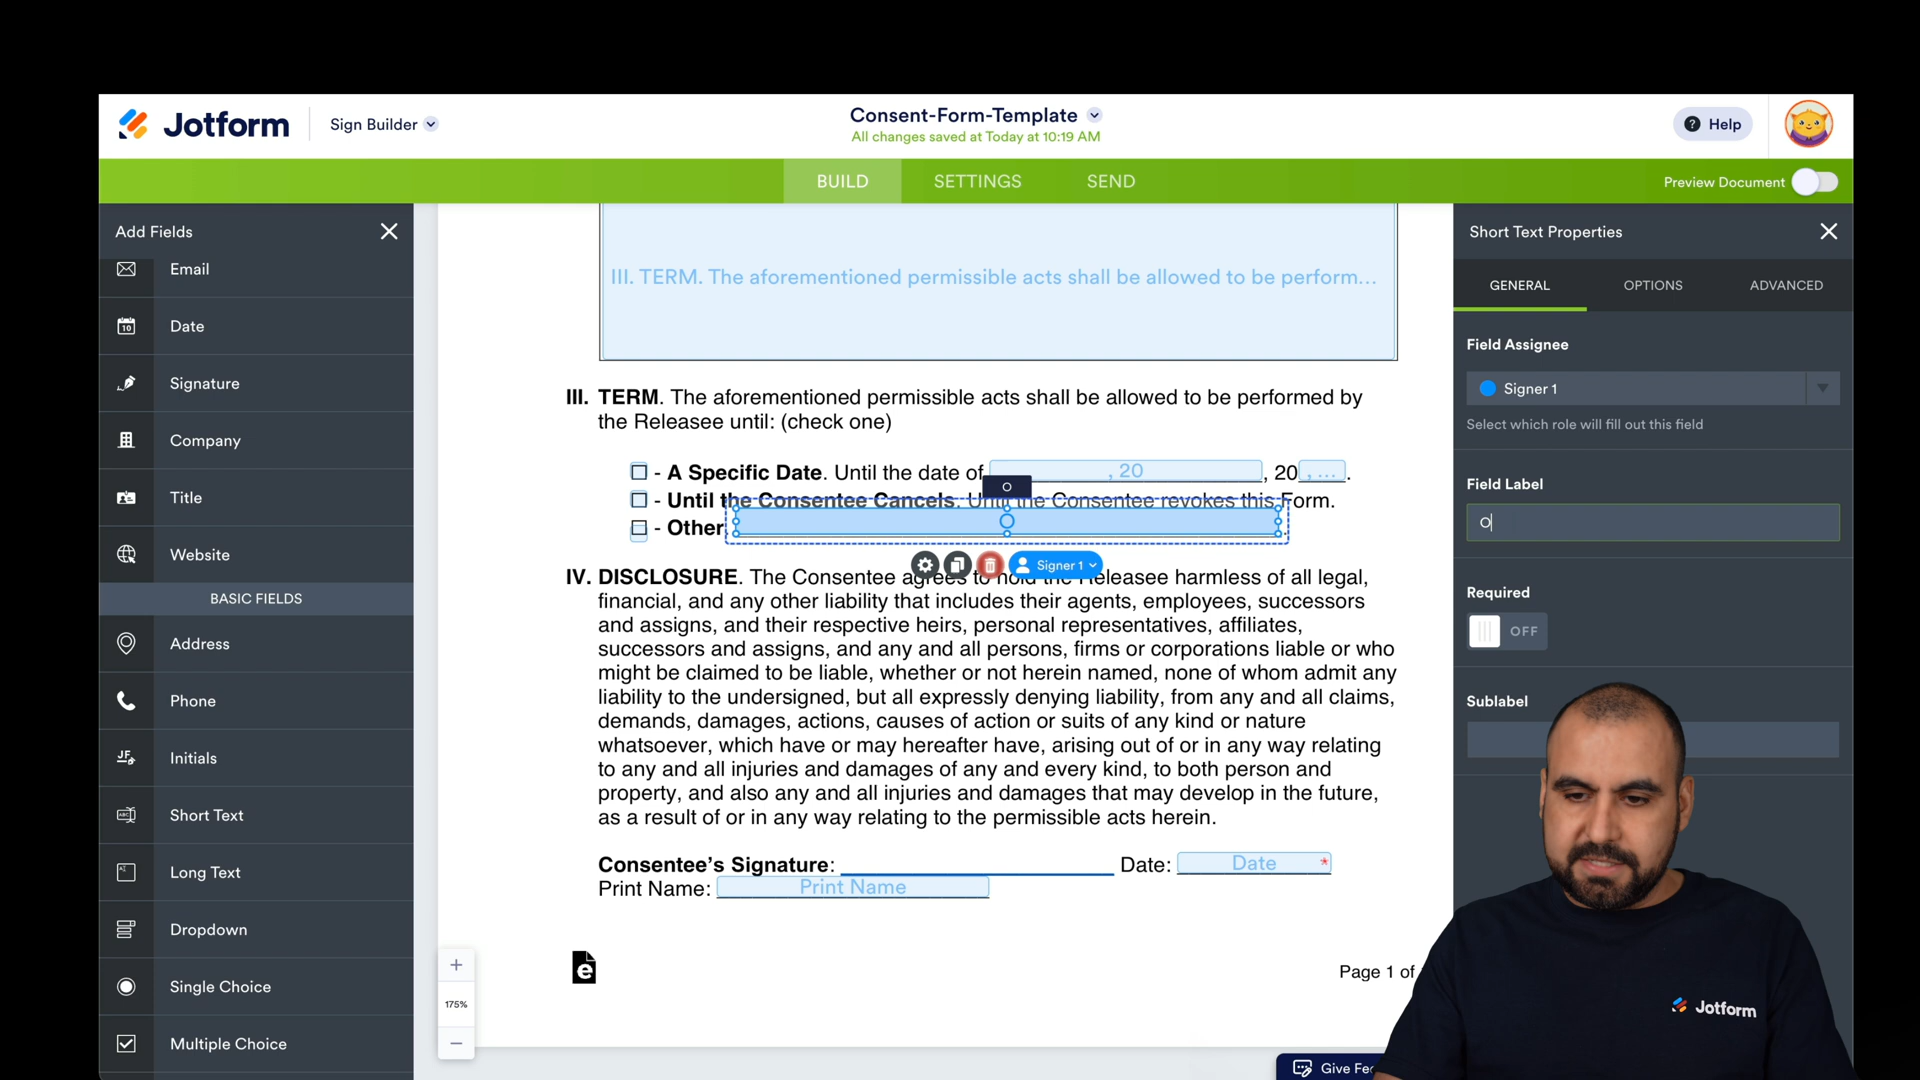 Jotform
Sign Builder
Consent-Form-Template
All changes saved at Today at 10:19 AM
Help
BUILD
SETTINGS
SEND
Preview Document
Add Fields
Email
Date
Signature
Company
Title
Website
BASIC FIELDS
Address
Phone
Initials
Short Text
Long Text
Dropdown
Single Choice
Multiple Choice
III. TERM. The aforementioned permissible acts shall be allowed to be perform...
III. TERM. The aforementioned permissible acts shall be allowed to be performed by
the Releasee until: (check one)
- A Specific Date. Until the date of , 20 , 20 , ... .
O
- Until the Consentee Cancels. Until the Consentee revokes this Form.
- Other O .
Signer 1
IV. DISCLOSURE. The Consentee agrees to hold the Releasee harmless of all legal,
financial, and any other liability that includes their agents, employees, successors
and assigns, and their respective heirs, personal representatives, affiliates,
successors and assigns, and any and all persons, firms or corporations liable or who
might be claimed to be liable, whether or not herein named, none of whom admit any
liability to the undersigned, but all expressly denying liability, from any and all claims,
demands, damages, actions, causes of action or suits of any kind or nature
whatsoever, which have or may hereafter have, arising out of or in any way relating
to any and all injuries and damages of any and every kind, to both person and
property, and also any and all injuries and damages that may develop in the future,
as a result of or in any way relating to the permissible acts herein.
Consentee's Signature: Date: Date *
Print Name: Print Name
e
Page 1 of
175%
Give Fee
Short Text Properties
GENERAL
OPTIONS
ADVANCED
Field Assignee
Signer 1
Select which role will fill out this field
Field Label
O
Required
OFF
Sublabel
Jotform